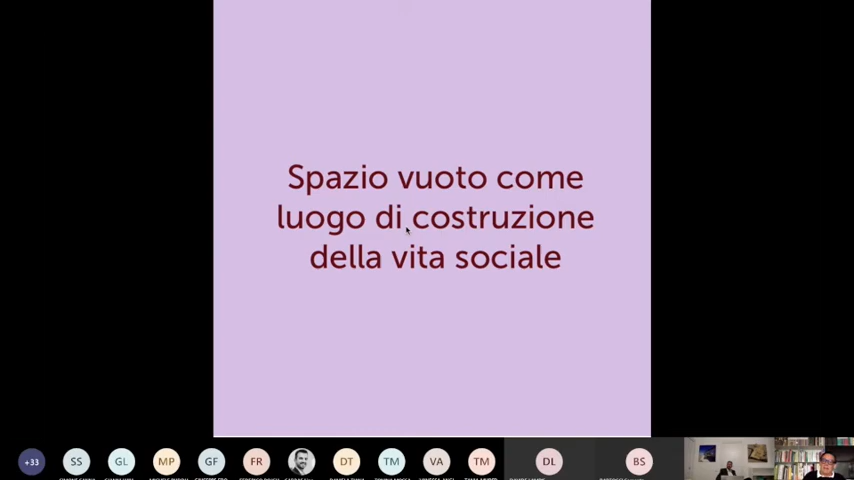 Spazio vuoto come
luogo di costruzione
della vita sociale
+33
SS
GL
MP
GF
FR
DT
TM
VA
TM
DL
BS